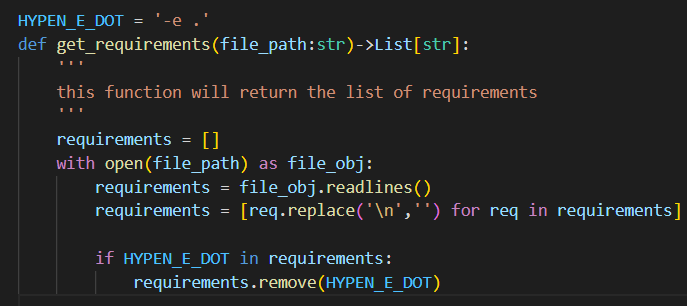 HYPEN_E_DOT = '-e .'
def get_requirements(file_path:str)->List[str]:
    '''
    this function will return the list of requirements
    '''
    requirements = []
    with open(file_path) as file_obj:
        requirements = file_obj.readlines()
        requirements = [req.replace('\n','') for req in requirements]
        if HYPEN_E_DOT in requirements:
            requirements.remove(HYPEN_E_DOT)